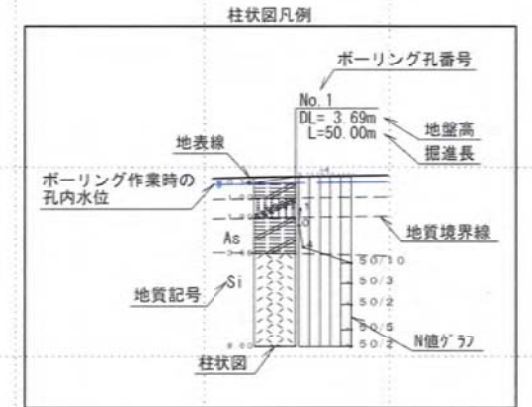 柱状図凡例
ボーリング孔番号
No. 1
DL= 3.69m
L=50.00m
地盤高
掘進長
地表線
ボーリング作業時の
孔内水位
As
地質境界線
Si
地質記号
50/10
50/3
50/2
50/5
50/2
N値グラフ
柱状図